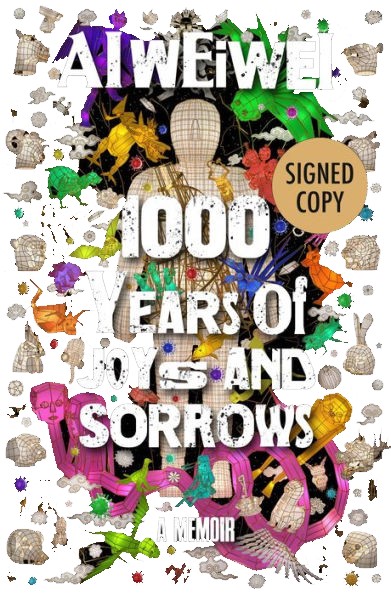 AIWEiWEI
SIGNED
COPY
1000
YEARS Of
JOYS AND
SORROWS
A MEMOIR